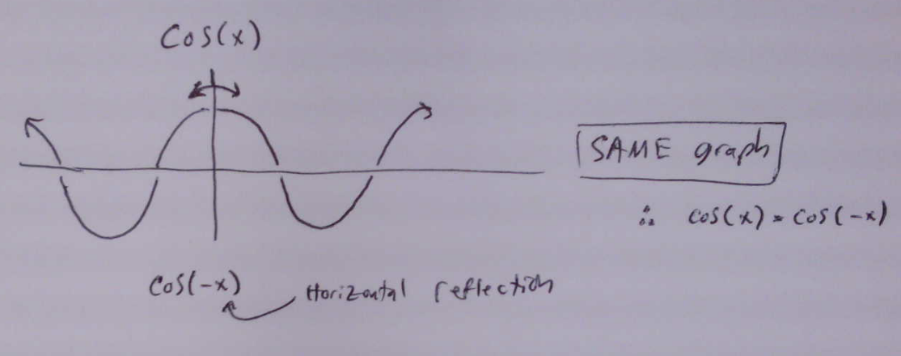 Cos(x)
SAME graph
∴ cos(x) = cos(-x)
cos(-x)
Horizontal reflection